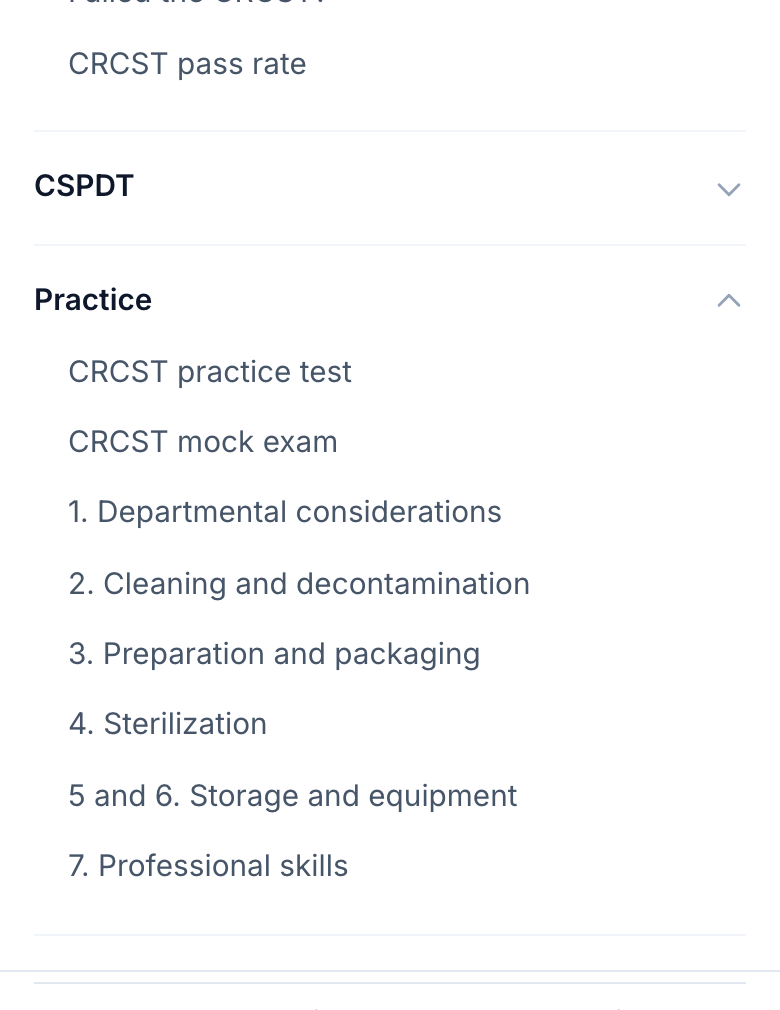 CRCST pass rate
CSPDT
Practice
CRCST practice test
CRCST mock exam
1. Departmental considerations
2. Cleaning and decontamination
3. Preparation and packaging
4. Sterilization
5 and 6. Storage and equipment
7. Professional skills